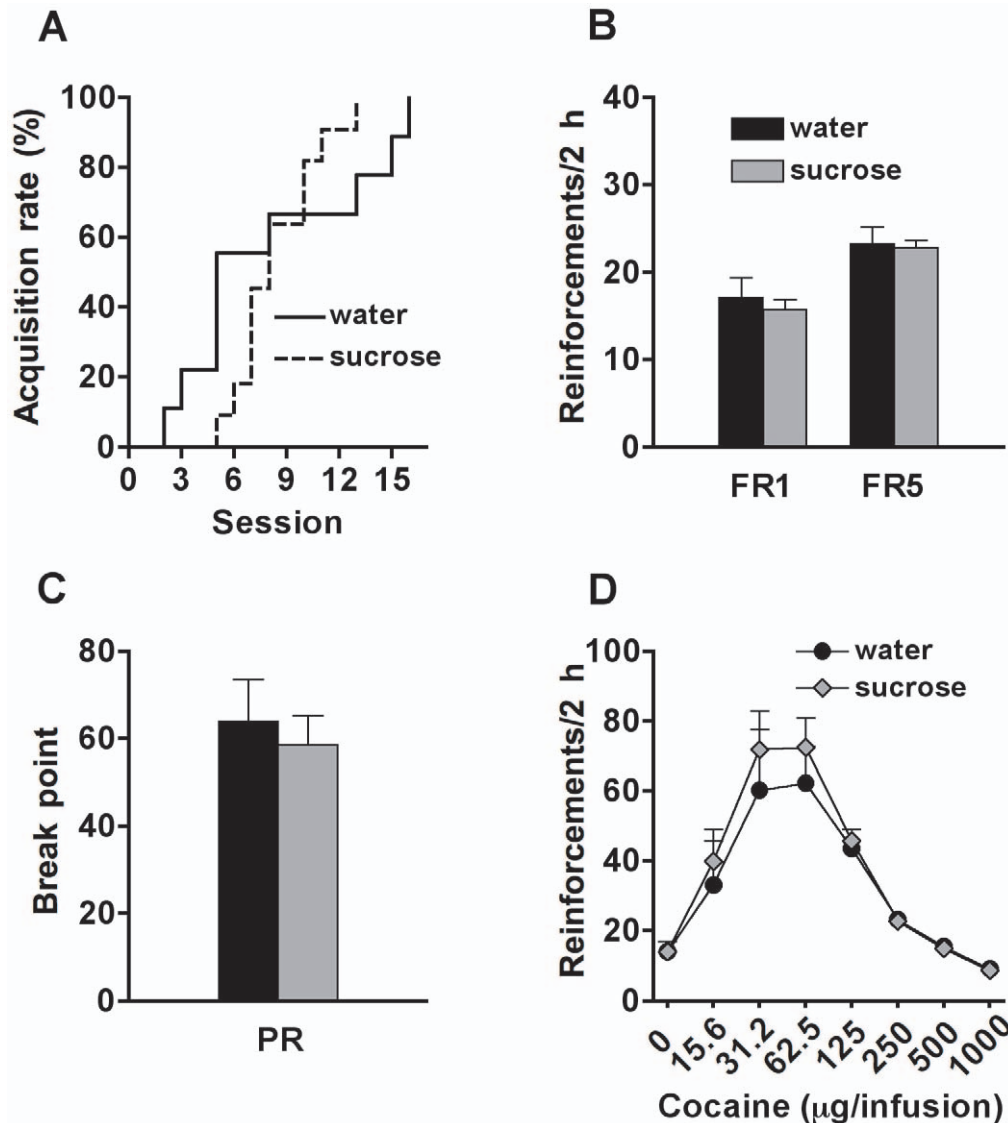 A
Acquisition rate (%)
100
80
60
40
20
0
water
sucrose
0 3 6 9 12 15
Session
B
Reinforcements/2 h
40
30
20
10
0
water
sucrose
FR1 FR5
C
Break point
80
60
40
20
0
PR
D
Reinforcements/2 h
100
80
60
40
20
0
water
sucrose
0 15.6 31.2 62.5 125 250 500 1000
Cocaine (μg/infusion)